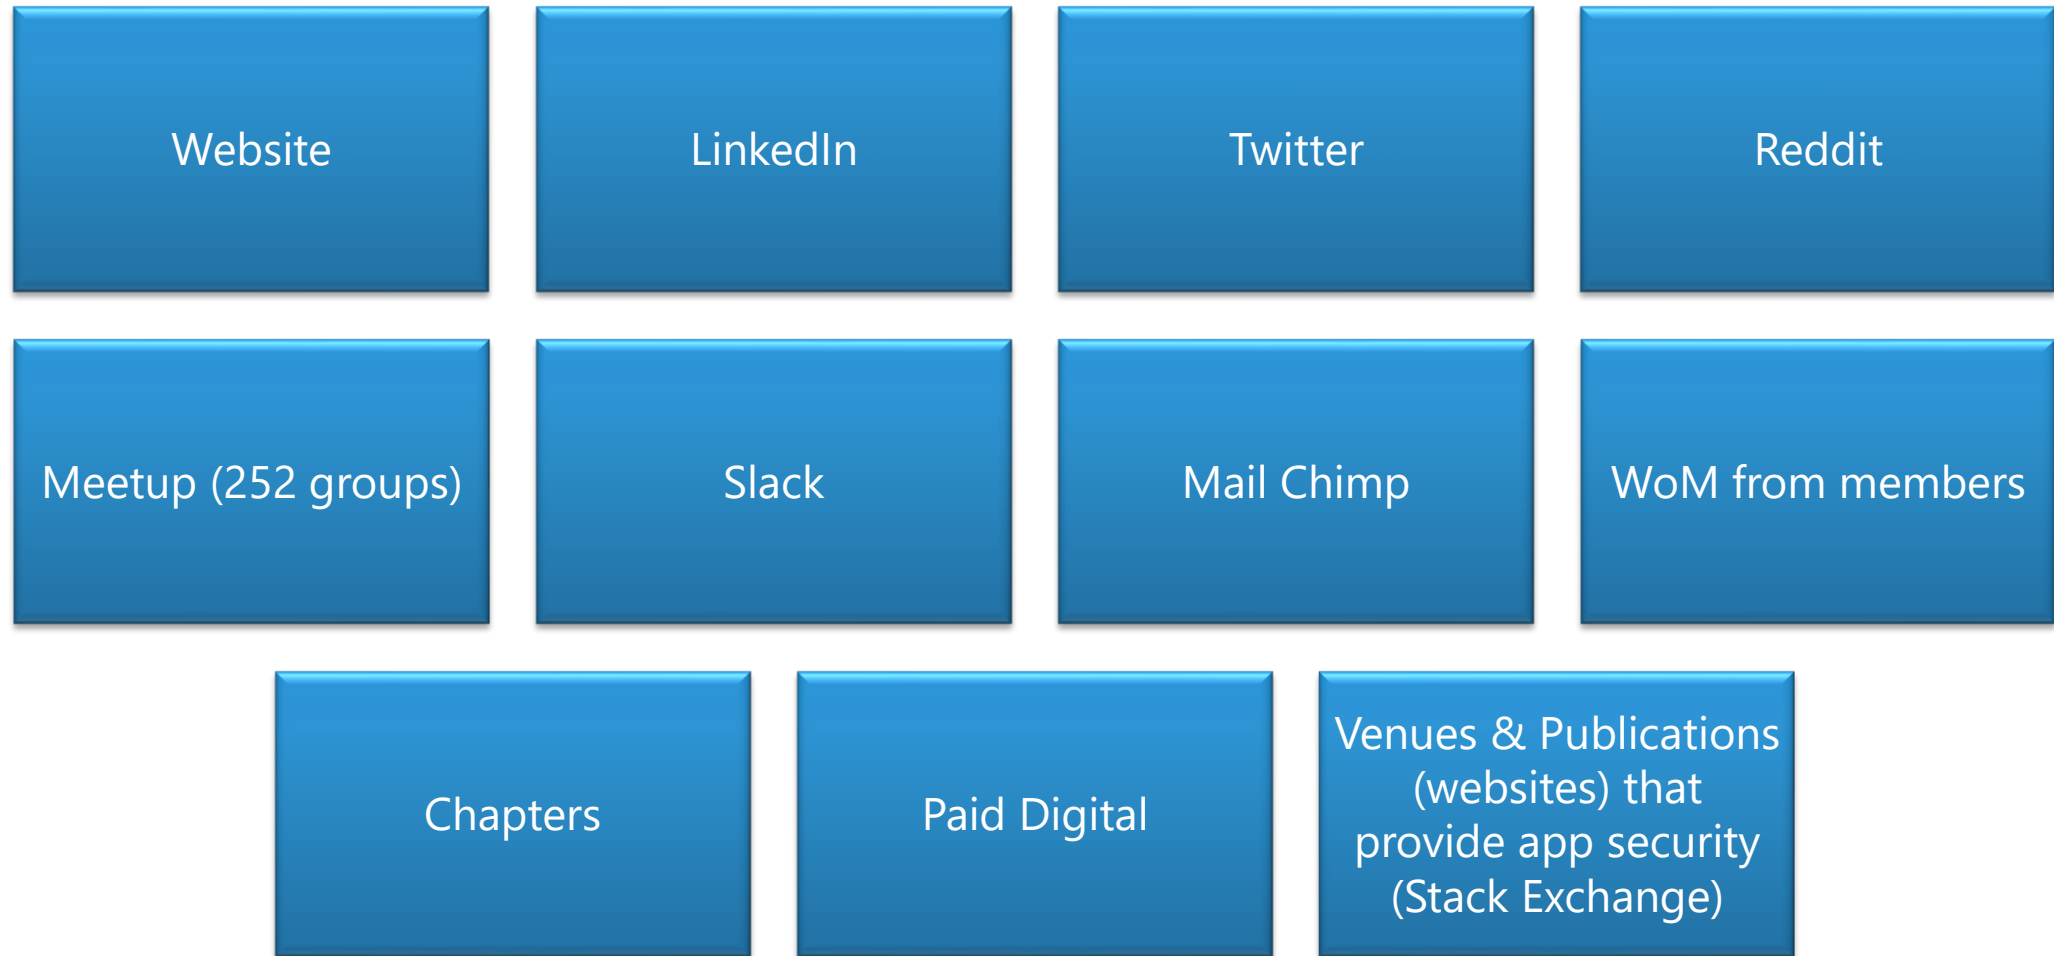 Website
LinkedIn
Twitter
Reddit
Meetup (252 groups)
Slack
Mail Chimp
WoM from members
Chapters
Paid Digital
Venues & Publications
(websites) that
provide app security
(Stack Exchange)